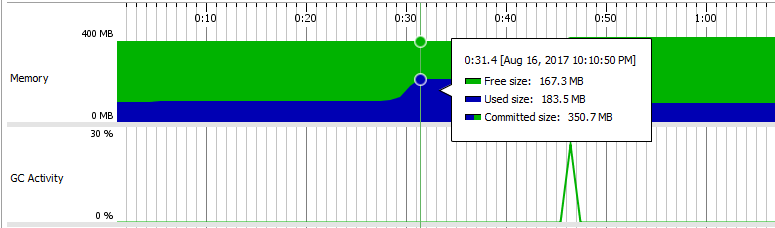 0:10 0:20 0:31 0:40 0:50 1:00
400 MB
0:31.4 [Aug 16, 2017 10:10:50 PM]
Memory
Free size: 167.3 MB
Used size: 183.5 MB
0 MB
Committed size: 350.7 MB
30 %
GC Activity
0 %